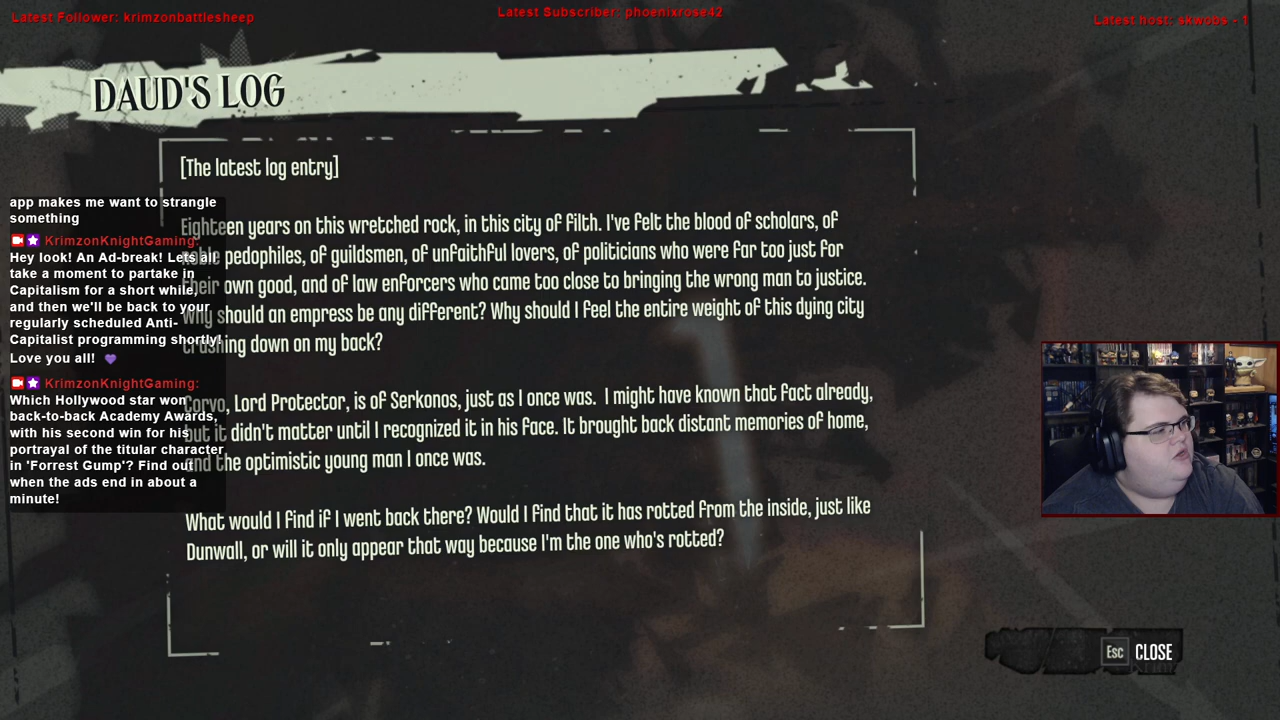 Latest Follower: krimzonbattlesheep
Latest Subscriber: phoenixrose42
Latest host: skwobs - 1
DAUD'S LOG
[The latest log entry]
Eighteen years on this wretched rock, in this city of filth. I've felt the blood of scholars, of
noble pedophiles, of guildsmen, of unfaithful lovers, of politicians who were far too just for
their own good, and of law enforcers who came too close to bringing the wrong man to justice.
Why should an empress be any different? Why should I feel the entire weight of this dying city
crushing down on my back?
Corvo, Lord Protector, is of Serkonos, just as I once was. I might have known that fact already,
but it didn't matter until I recognized it in his face. It brought back distant memories of home,
and the optimistic young man I once was.
What would I find if I went back there? Would I find that it has rotted from the inside, just like
Dunwall, or will it only appear that way because I'm the one who's rotted?
app makes me want to strangle
something
KrimzonKnightGaming:
Hey look! An Ad-break! Lets all
take a moment to partake in
Capitalism for a short while,
and then we'll be back to your
regularly scheduled Anti-
Capitalist programming shortly!
Love you all! 💜
KrimzonKnightGaming:
Which Hollywood star won
back-to-back Academy Awards,
with his second win for his
portrayal of the titular character
in 'Forrest Gump'? Find out
when the ads end in about a
minute!
Esc CLOSE